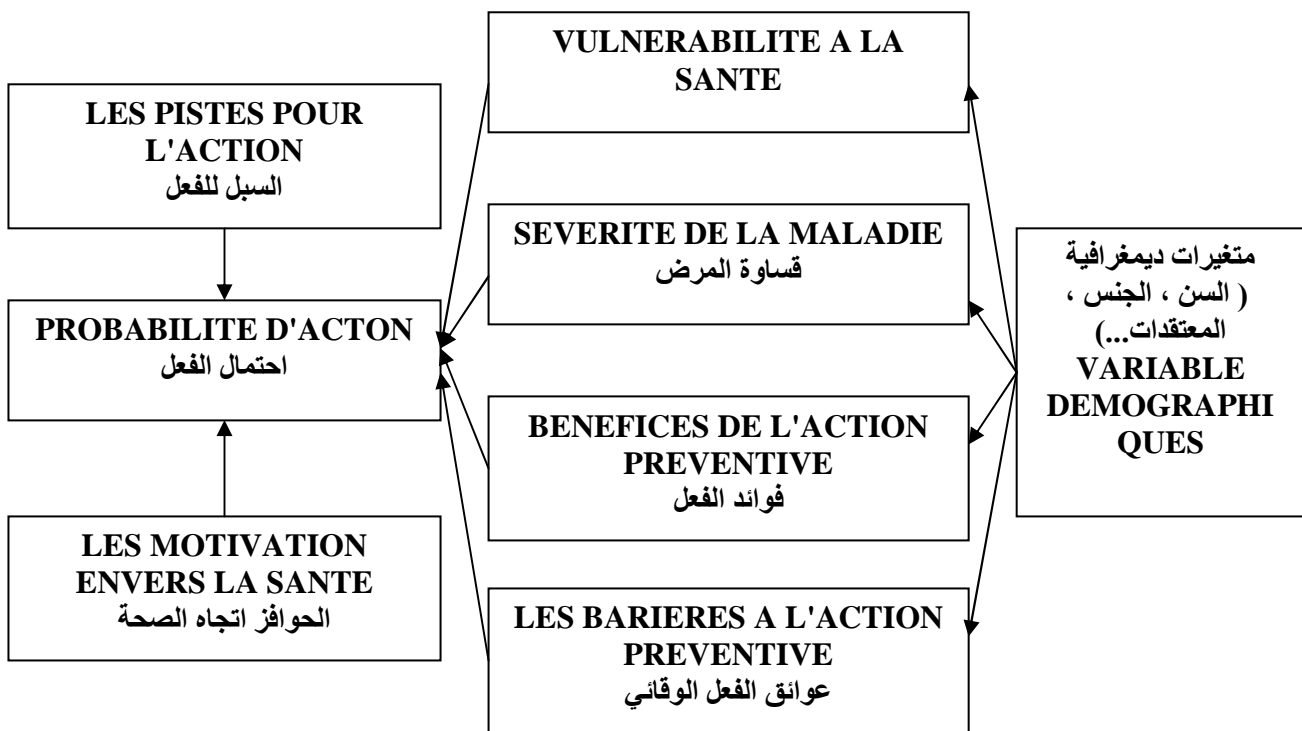 VULNERABILITE A LA
SANTE
LES PISTES POUR
L'ACTION
السبل للفعل
SEVERITE DE LA MALADIE
قساوة المرض
متغيرات ديمغرافية
( السن ، الجنس ،
المعتقدات...)
VARIABLE
DEMOGRAPHI
QUES
PROBABILITE D'ACTON
احتمال الفعل
BENEFICES DE L'ACTION
PREVENTIVE
فوائد الفعل
LES MOTIVATION
ENVERS LA SANTE
الحوافز اتجاه الصحة
LES BARIERES A L'ACTION
PREVENTIVE
عوائق الفعل الوقائي